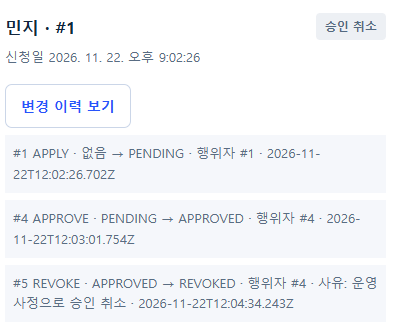 민지 · #1
승인 취소
신청일 2026. 11. 22. 오후 9:02:26
변경 이력 보기
#1 APPLY · 없음 → PENDING · 행위자 #1 · 2026-11-
22T12:02:26.702Z
#4 APPROVE · PENDING → APPROVED · 행위자 #4 · 2026-
11-22T12:03:01.754Z
#5 REVOKE · APPROVED → REVOKED · 행위자 #4 · 사유: 운영
사정으로 승인 취소 · 2026-11-22T12:04:34.243Z